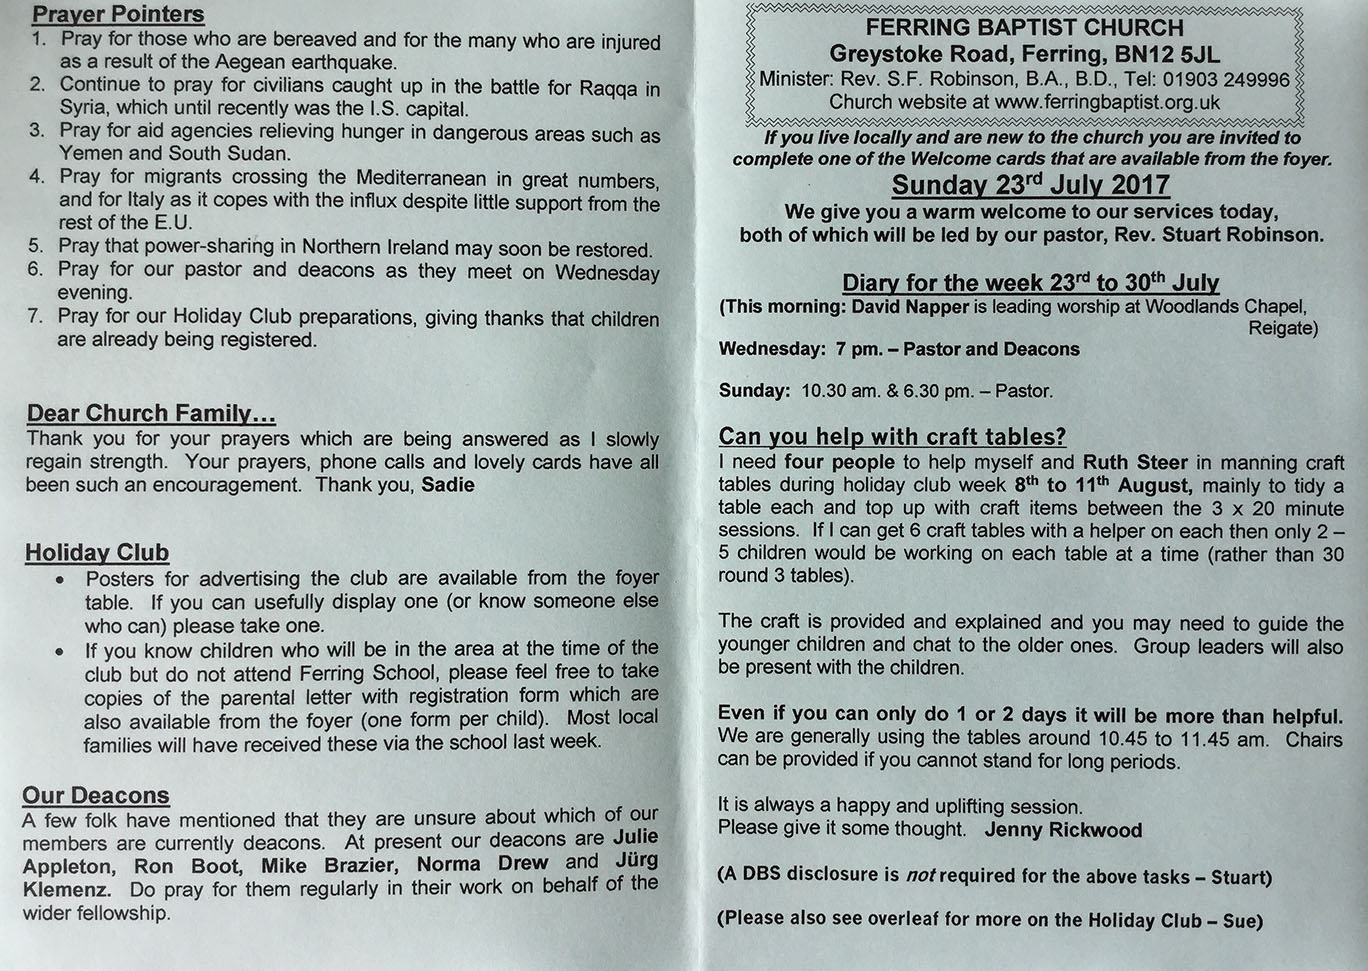 Prayer Pointers
1. Pray for those who are bereaved and for the many who are injured
as a result of the Aegean earthquake.
2. Continue to pray for civilians caught up in the battle for Raqqa in
Syria, which until recently was the I.S. capital.
3. Pray for aid agencies relieving hunger in dangerous areas such as
Yemen and South Sudan.
4. Pray for migrants crossing the Mediterranean in great numbers,
and for Italy as it copes with the influx despite little support from the
rest of the E.U.
5. Pray that power-sharing in Northern Ireland may soon be restored.
6. Pray for our pastor and deacons as they meet on Wednesday
evening.
7. Pray for our Holiday Club preparations, giving thanks that children
are already being registered.
Dear Church Family…
Thank you for your prayers which are being answered as I slowly
regain strength. Your prayers, phone calls and lovely cards have all
been such an encouragement. Thank you, Sadie
Holiday Club
• Posters for advertising the club are available from the foyer
table. If you can usefully display one (or know someone else
who can) please take one.
• If you know children who will be in the area at the time of the
club but do not attend Ferring School, please feel free to take
copies of the parental letter with registration form which are
also available from the foyer (one form per child). Most local
families will have received these via the school last week.
Our Deacons
A few folk have mentioned that they are unsure about which of our
members are currently deacons. At present our deacons are Julie
Appleton, Ron Boot, Mike Brazier, Norma Drew and Jürg
Klemenz. Do pray for them regularly in their work on behalf of the
wider fellowship.
FERRING BAPTIST CHURCH
Greystoke Road, Ferring, BN12 5JL
Minister: Rev. S.F. Robinson, B.A., B.D., Tel: 01903 249996
Church website at www.ferringbaptist.org.uk
If you live locally and are new to the church you are invited to
complete one of the Welcome cards that are available from the foyer.
Sunday 23rd July 2017
We give you a warm welcome to our services today,
both of which will be led by our pastor, Rev. Stuart Robinson.
Diary for the week 23rd to 30th July
(This morning: David Napper is leading worship at Woodlands Chapel,
Reigate)
Wednesday: 7 pm. – Pastor and Deacons
Sunday: 10.30 am. & 6.30 pm. – Pastor.
Can you help with craft tables?
I need four people to help myself and Ruth Steer in manning craft
tables during holiday club week 8th to 11th August, mainly to tidy a
table each and top up with craft items between the 3 x 20 minute
sessions. If I can get 6 craft tables with a helper on each then only 2 –
5 children would be working on each table at a time (rather than 30
round 3 tables).
The craft is provided and explained and you may need to guide the
younger children and chat to the older ones. Group leaders will also
be present with the children.
Even if you can only do 1 or 2 days it will be more than helpful.
We are generally using the tables around 10.45 to 11.45 am. Chairs
can be provided if you cannot stand for long periods.
It is always a happy and uplifting session.
Please give it some thought. Jenny Rickwood
(A DBS disclosure is not required for the above tasks – Stuart)
(Please also see overleaf for more on the Holiday Club – Sue)